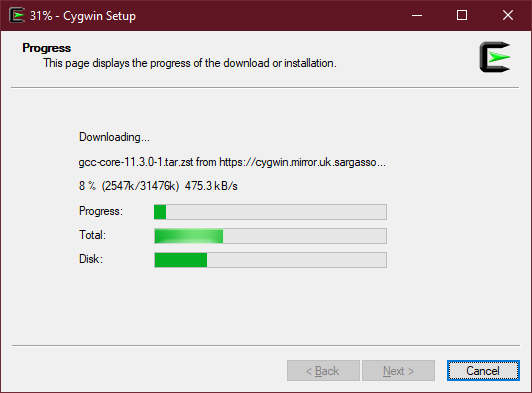 31% - Cygwin Setup
Progress
This page displays the progress of the download or installation.
Downloading...
gcc-core-11.3.0-1.tar.zst from https://cygwin.mirror.uk.sargasso...
8 % (2547k/31476k) 475.3 kB/s
Progress:
Total:
Disk:
< Back Next > Cancel